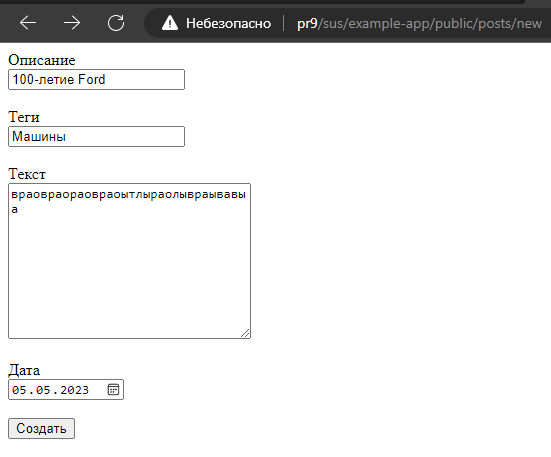 Небезопасно pr9/sus/example-app/public/posts/new
Описание
100-летие Ford
Теги
Машины
Текст
враовраораовраоытлыраолывраывавы
а
Дата
05.05.2023
Создать